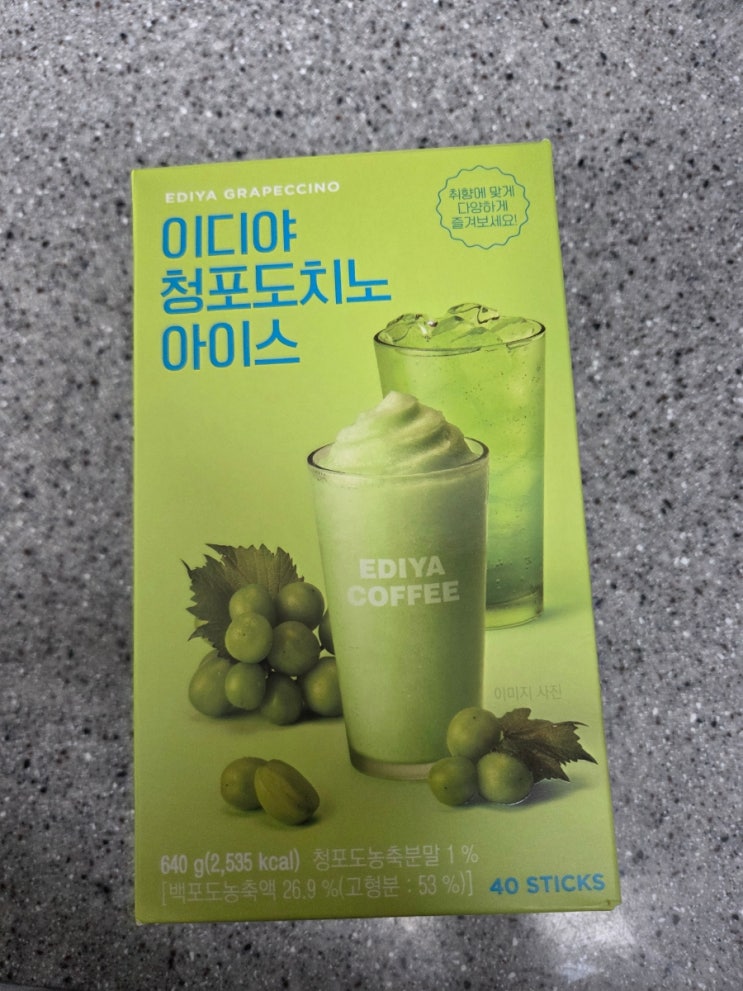 EDIYA GRAPECCINO
이디야
청포도치노
아이스
취향에 맞게
다양하게
즐겨보세요!
EDIYA
COFFEE
이미지 사진
640 g(2,535 kcal) 청포도농축분말 1 %
[백포도농축액 26.9 %(고형분 : 53 %)]
40 STICKS